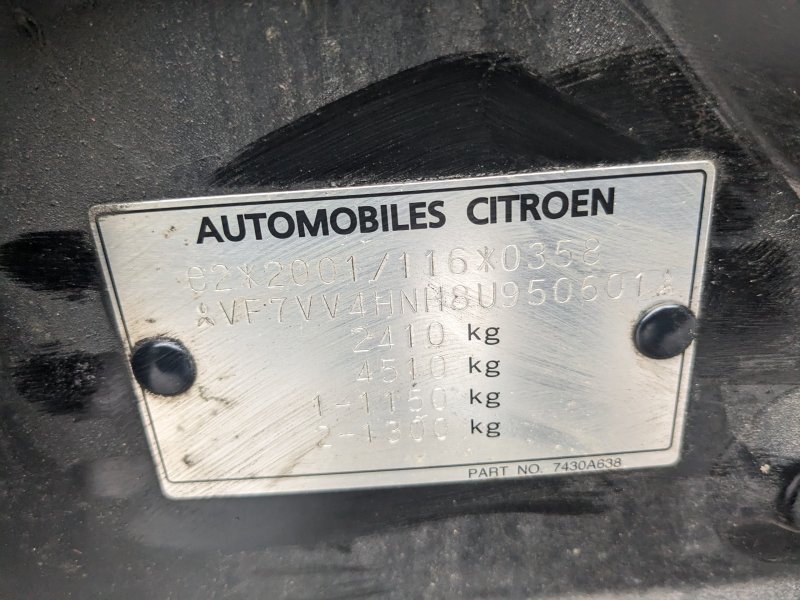 AUTOMOBILES CITROEN
e2*2001/116*0358
*VF7VV4HNH8U950601*
2410 kg
4510 kg
1-1150 kg
2-1300 kg
PART NO. 7430A638